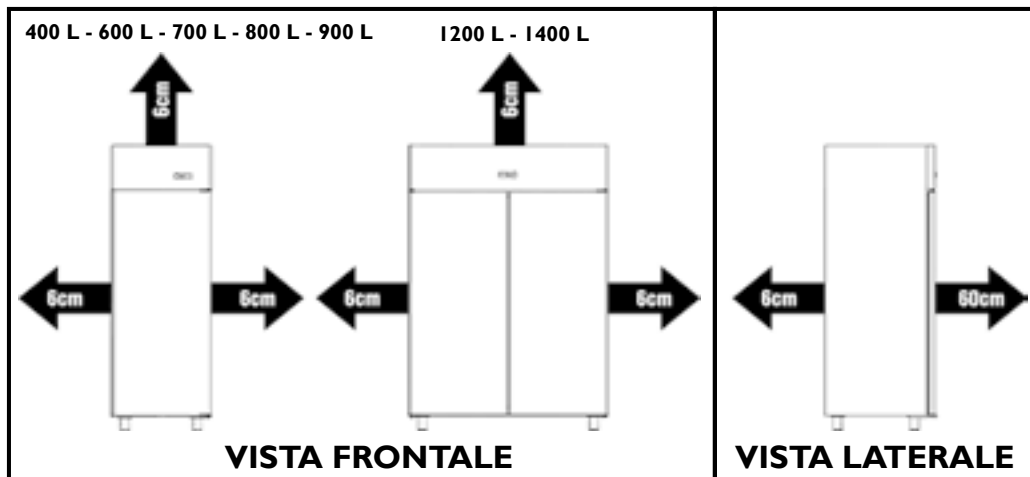 400 L - 600 L - 700 L - 800 L - 900 L
1200 L - 1400 L
6cm
6cm
6cm
6cm
6cm
6cm
6cm
60cm
VISTA FRONTALE
VISTA LATERALE